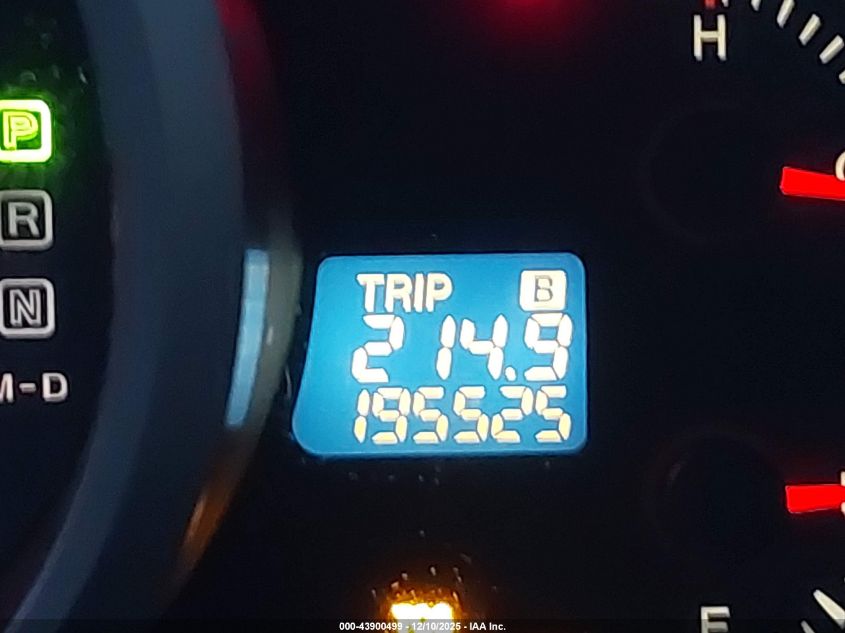 H
P
R
N
M-D
TRIP B
214.9
195525
E
000-43900499 - 12/10/2025 - IAA Inc.